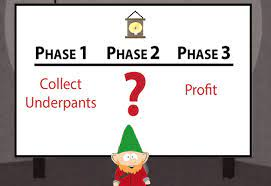 Phase 1 Phase 2 Phase 3
Collect
Underpants
?
Profit